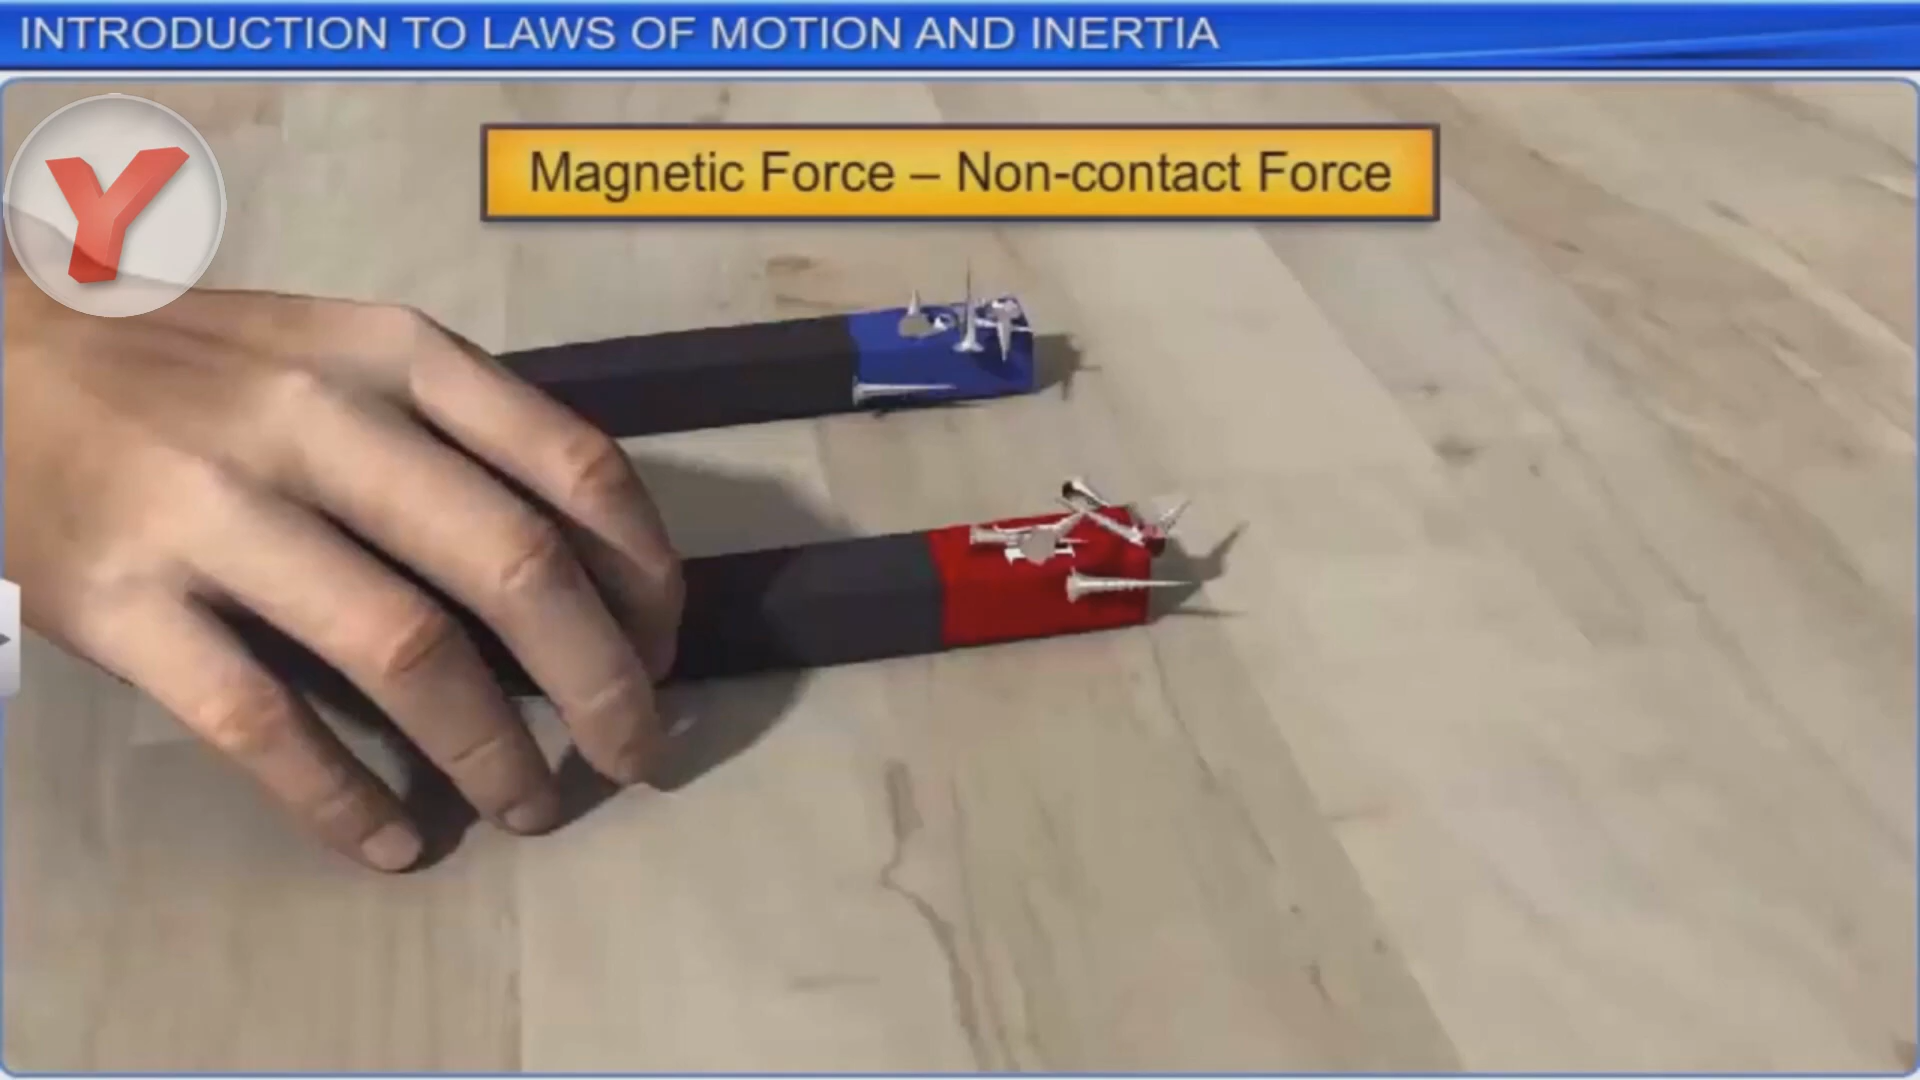 INTRODUCTION TO LAWS OF MOTION AND INERTIA
Y
Magnetic Force – Non-contact Force